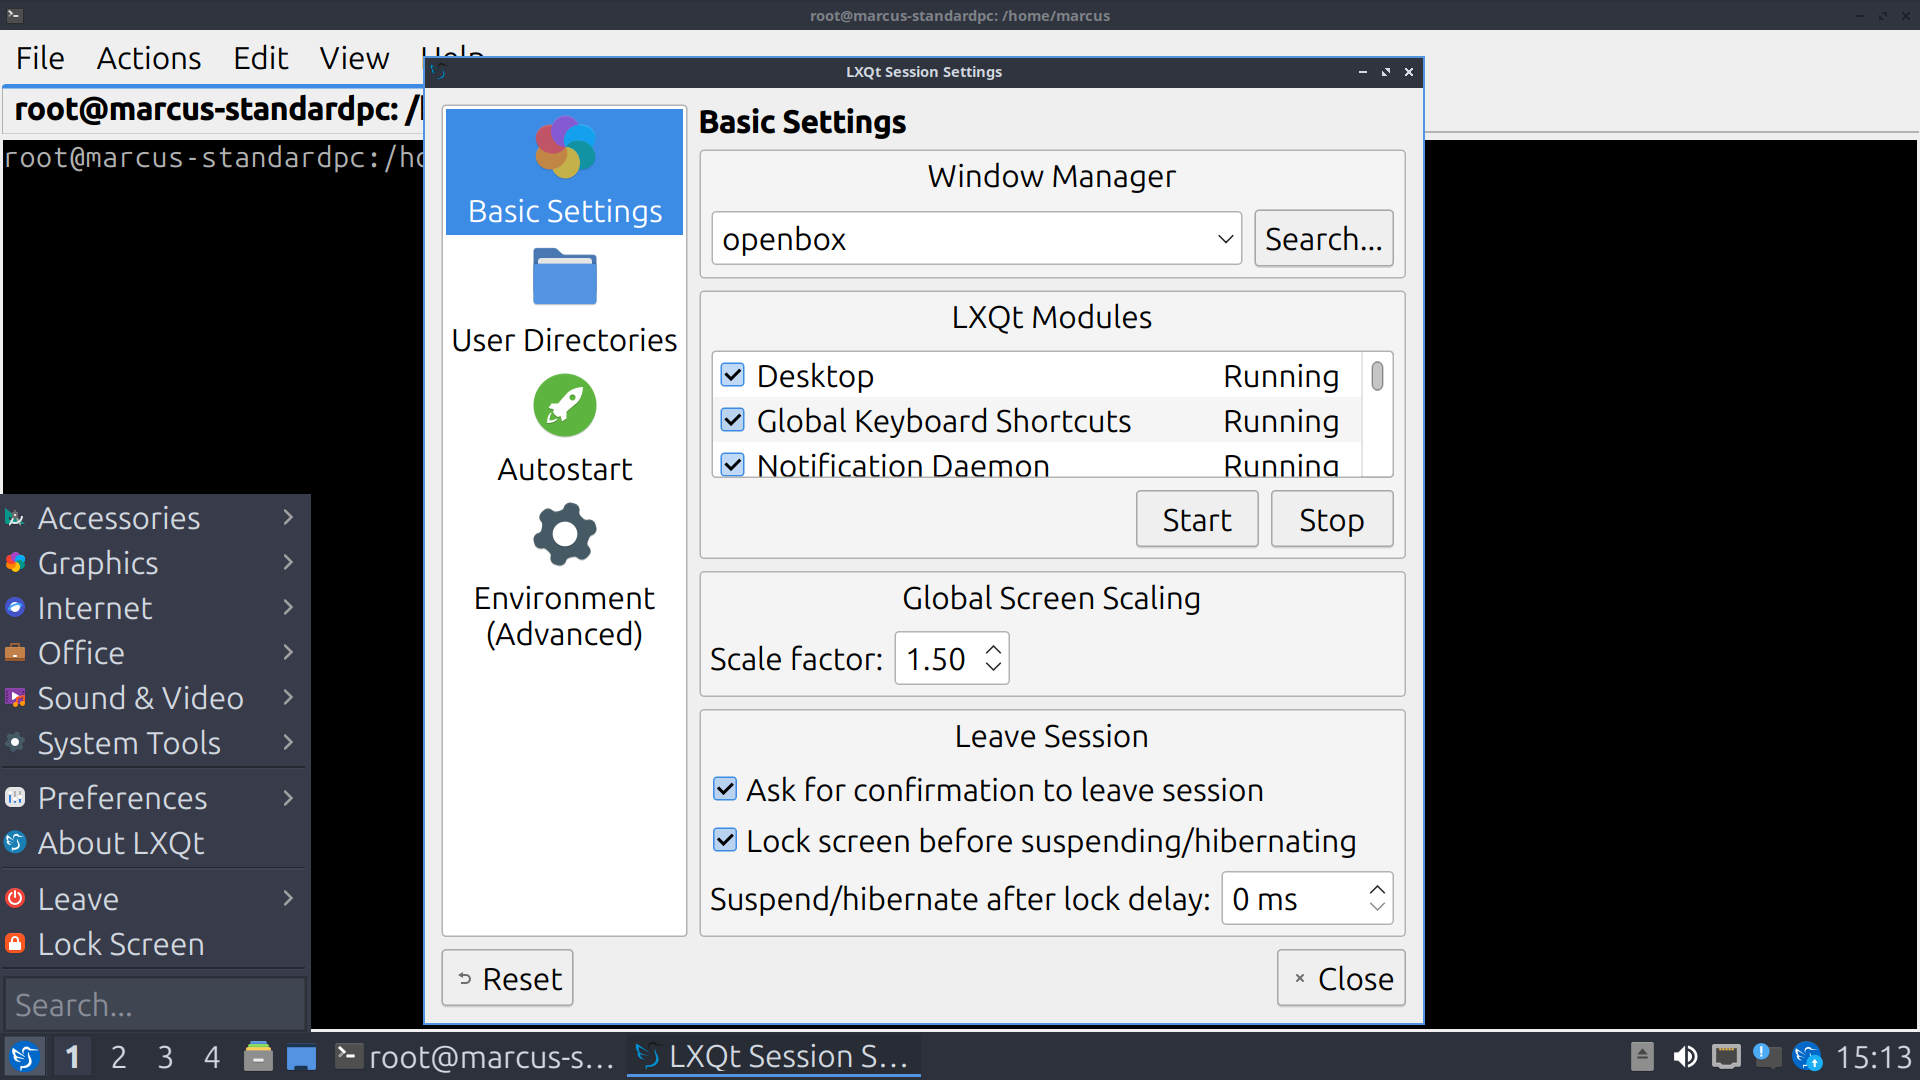 root@marcus-standardpc: /home/marcus
File Actions Edit View Help
root@marcus-standardpc: /h
root@marcus-standardpc:/ho
LXQt Session Settings
Basic Settings
User Directories
Autostart
Environment
(Advanced)
Basic Settings
Window Manager
openbox
Search...
LXQt Modules
Desktop Running
Global Keyboard Shortcuts Running
Notification Daemon Running
Start Stop
Global Screen Scaling
Scale factor: 1.50
Leave Session
Ask for confirmation to leave session
Lock screen before suspending/hibernating
Suspend/hibernate after lock delay: 0 ms
Reset
Close
Accessories
Graphics
Internet
Office
Sound & Video
System Tools
Preferences
About LXQt
Leave
Lock Screen
Search...
1 2 3 4 root@marcus-s... LXQt Session S... 15:13